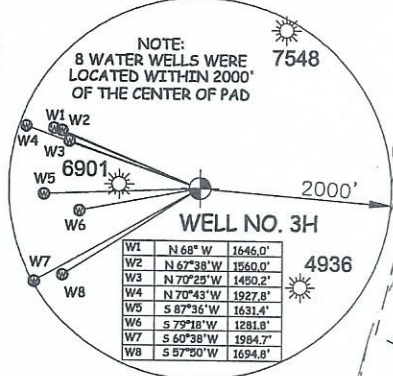 NOTE:
8 WATER WELLS WERE
LOCATED WITHIN 2000'
OF THE CENTER OF PAD
7548
W1
W2
W4
W3
6901
W5
W6
2000'
WELL NO. 3H
W7
W8
4936
W1 N 68° W 1646.0'
W2 N 67°38'W 1560.0'
W3 N 70°25'W 1450.2'
W4 N 70°43'W 1927.8'
W5 S 87°36'W 1631.4'
W6 S 79°18'W 1281.8'
W7 S 60°38'W 1984.7'
W8 S 57°50'W 1694.8'